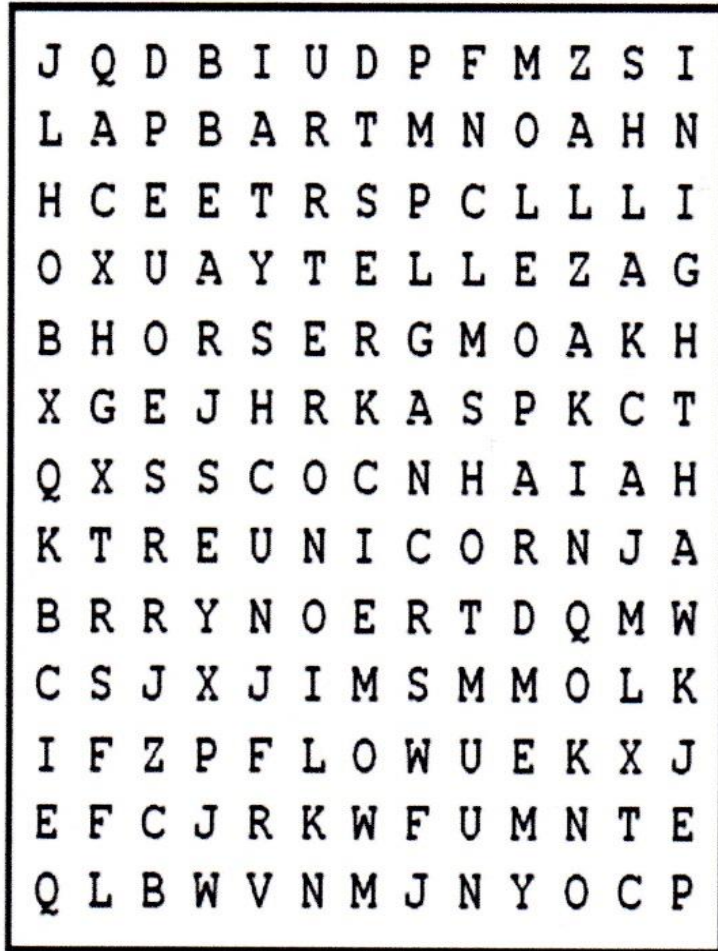 J Q D B I U D P F M Z S I
L A P B A R T M N O A H N
H C E E T R S P C L L L I
O X U A Y T E L L E Z A G
B H O R S E R G M O A K H
X G E J H R K A S P K C T
Q X S S C O C N H A I A H
K T R E U N I C O R N J A
B R R Y N O E R T D Q M W
C S J X J I M S M M O L K
I F Z P F L O W U E K X J
E F C J R K W F U M N T E
Q L B W V N M J N Y O C P